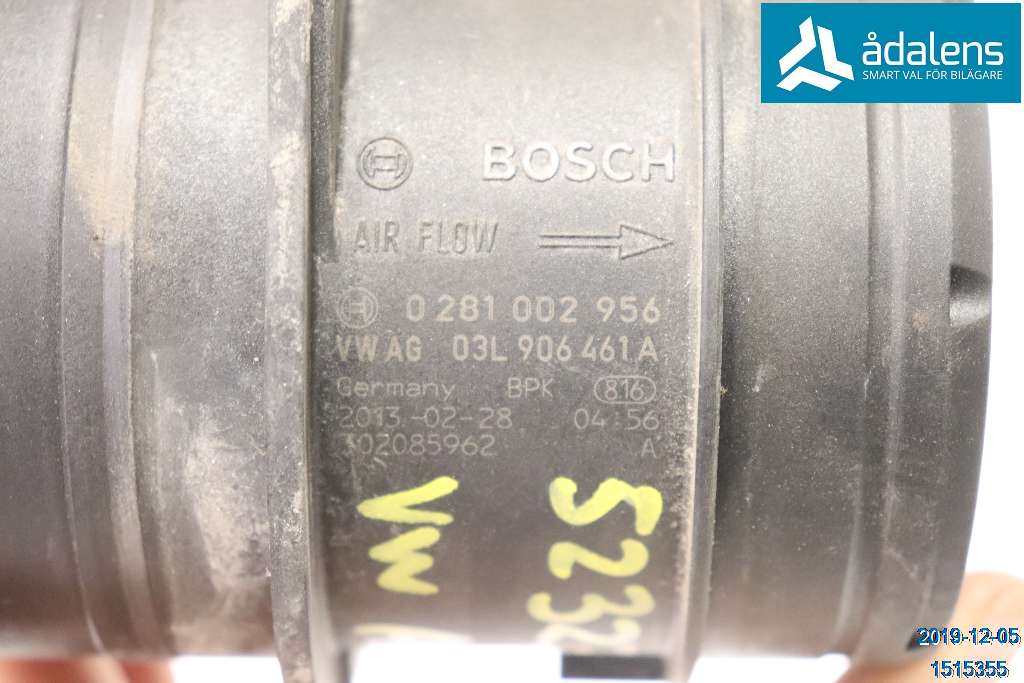 ådalens
SMART VAL FÖR BILÄGARE
BOSCH
AIR FLOW
0 281 002 956
VW AG 03L 906 461 A
Germany BPK 816
2013-02-28 04:56
302085962 A
VW
S232
2019-12-05
1515355